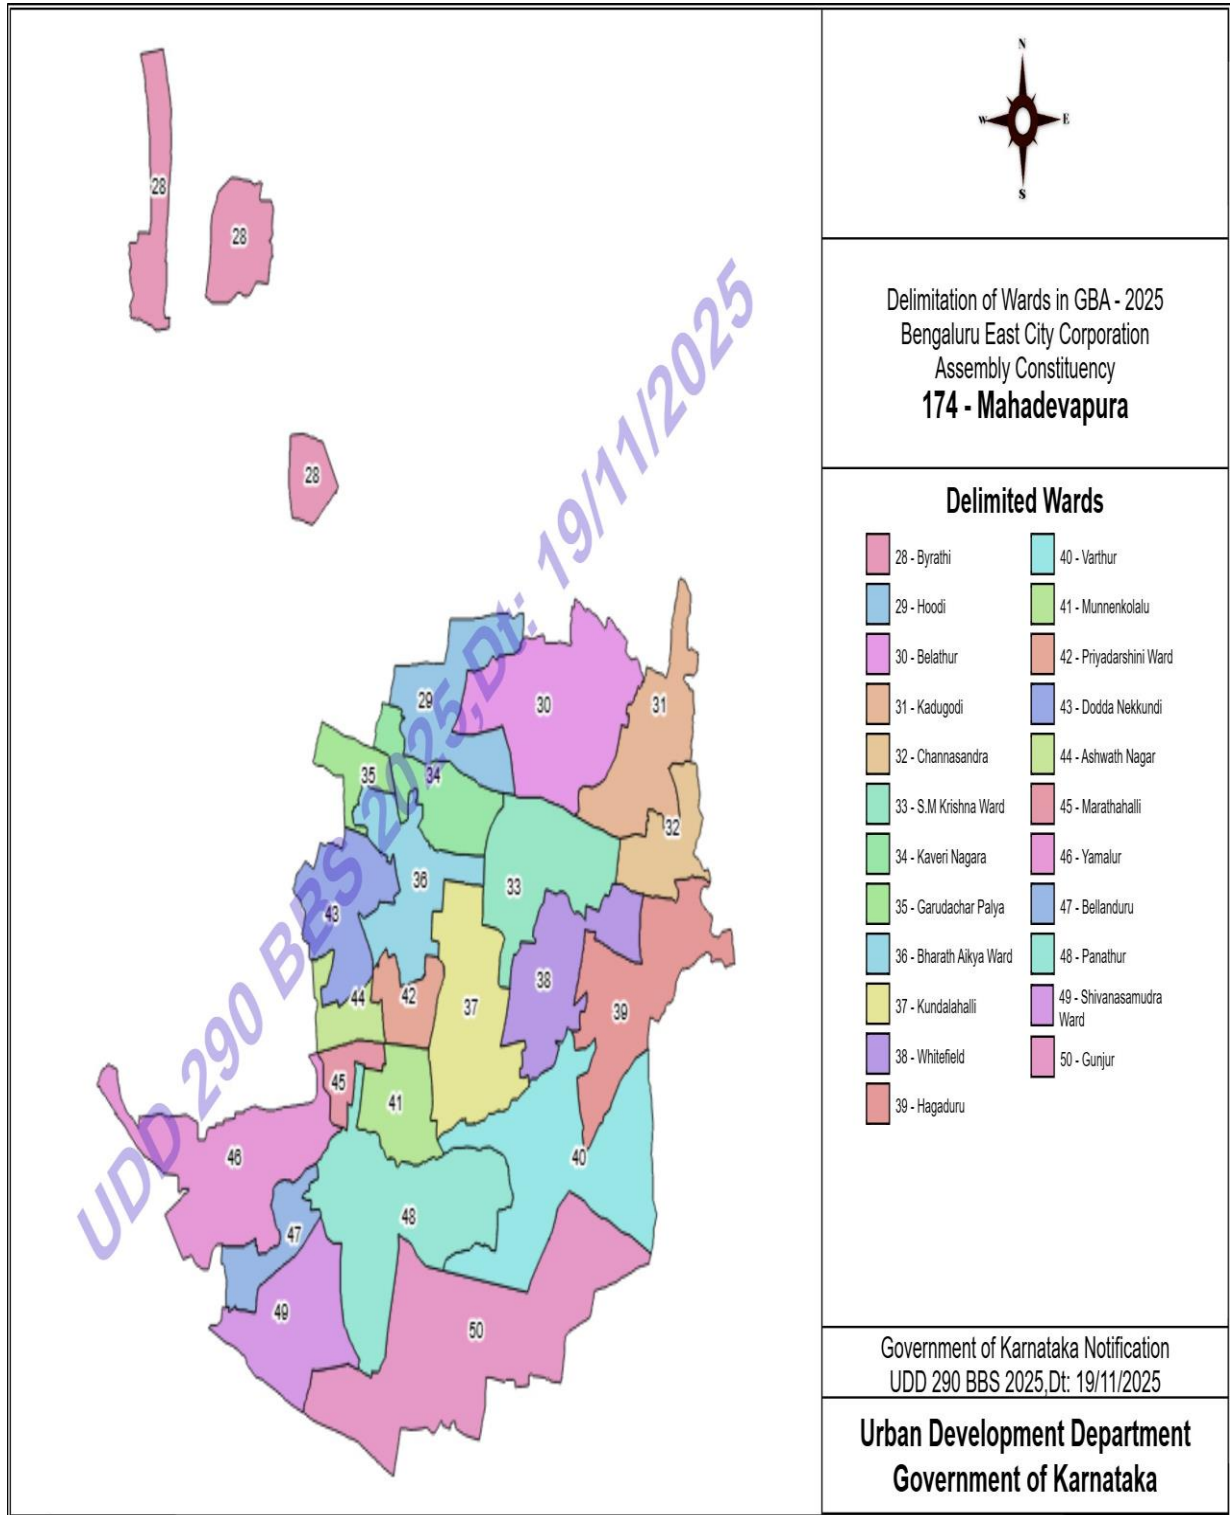 N
W E
S
Delimitation of Wards in GBA - 2025
Bengaluru East City Corporation
Assembly Constituency
174 - Mahadevapura
Delimited Wards
28 - Byrathi
29 - Hoodi
30 - Belathur
31 - Kadugodi
32 - Channasandra
33 - S.M Krishna Ward
34 - Kaveri Nagara
35 - Garudachar Palya
36 - Bharath Aikya Ward
37 - Kundalahalli
38 - Whitefield
39 - Hagaduru
40 - Varthur
41 - Munnenkolalu
42 - Priyadarshini Ward
43 - Dodda Nekkundi
44 - Ashwath Nagar
45 - Marathahalli
46 - Yamalur
47 - Bellanduru
48 - Panathur
49 - Shivanasamudra
Ward
50 - Gunjur
Government of Karnataka Notification
UDD 290 BBS 2025,Dt: 19/11/2025
Urban Development Department
Government of Karnataka
28
28
28
29
30
31
35
34
32
36
33
43
38
44
42
37
39
45
41
46
40
48
47
49
50
UDD 290 BBS 2025,Dt: 19/11/2025